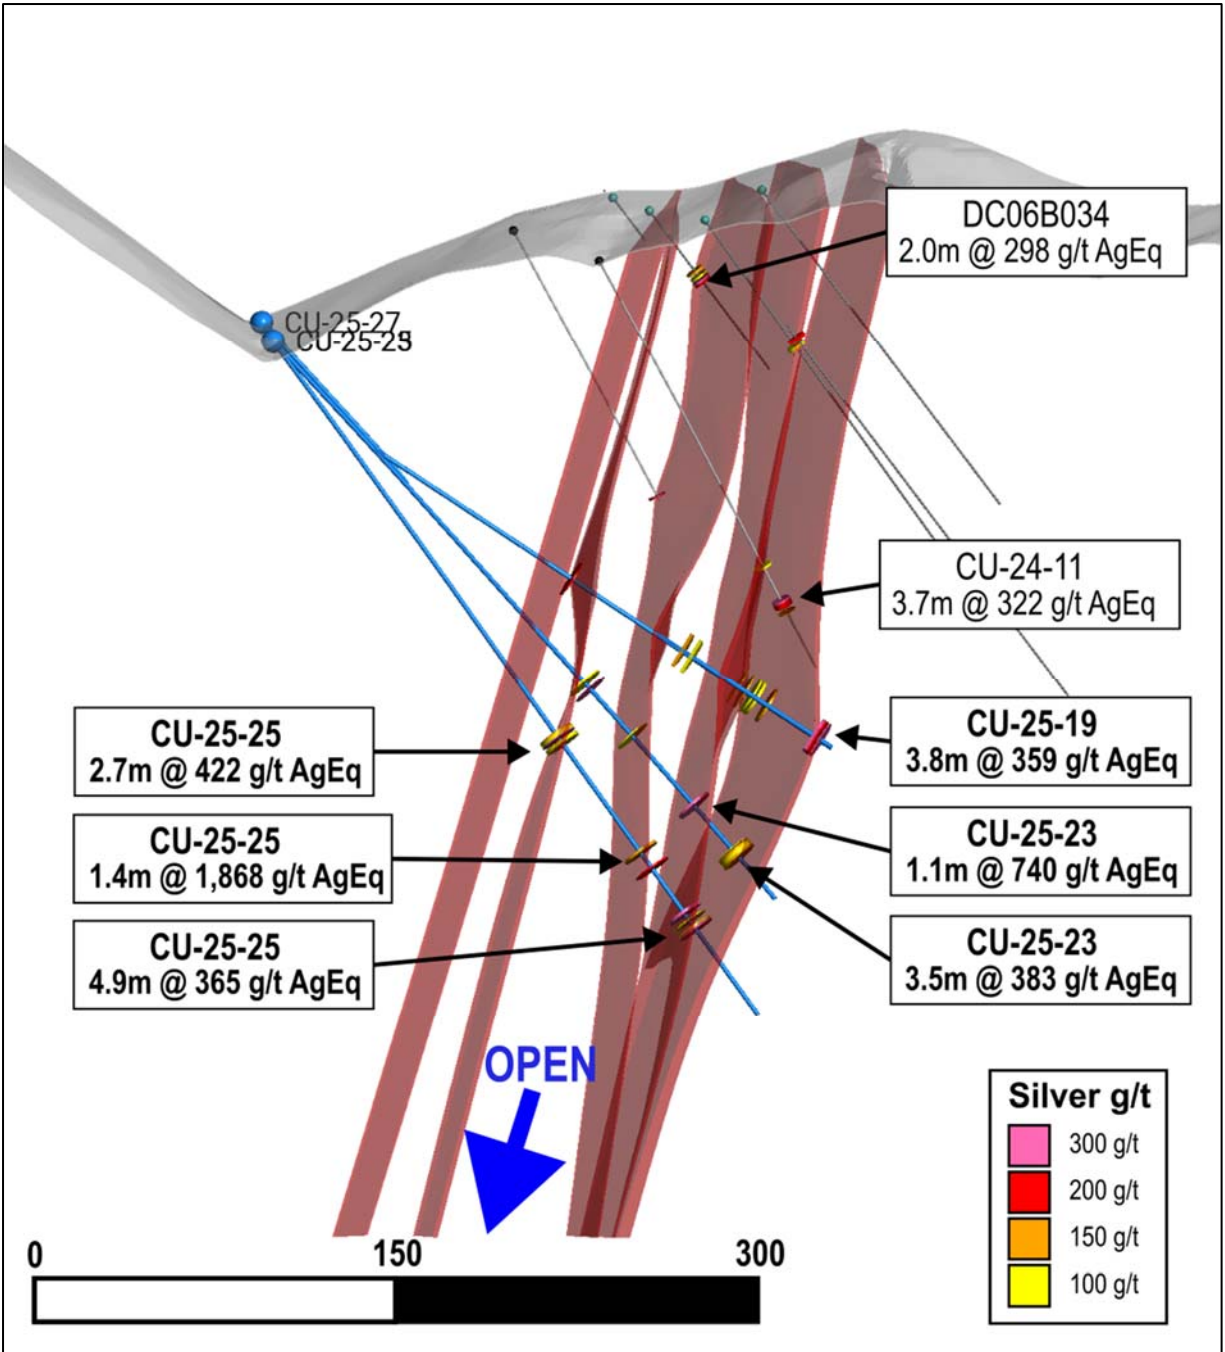 DC06B034
2.0m @ 298 g/t AgEq
CU-25-27
CU-24-11
3.7m @ 322 g/t AgEq
CU-25-25
2.7m @ 422 g/t AgEq
CU-25-19
3.8m @ 359 g/t AgEq
CU-25-25
1.4m @ 1,868 g/t AgEq
CU-25-23
1.1m @ 740 g/t AgEq
CU-25-25
4.9m @ 365 g/t AgEq
CU-25-23
3.5m @ 383 g/t AgEq
OPEN
Silver g/t
300 g/t
200 g/t
150 g/t
100 g/t
0 150 300